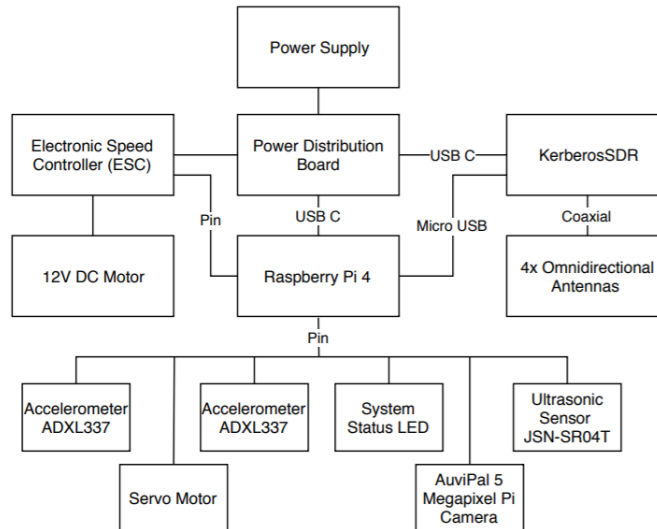 Power Supply
Electronic Speed
Controller (ESC)
Power Distribution
Board
USB C
KerberosSDR
Pin
USB C
Micro USB
Coaxial
12V DC Motor
Raspberry Pi 4
4x Omnidirectional
Antennas
Pin
Accelerometer
ADXL337
Accelerometer
ADXL337
System
Status LED
Ultrasonic
Sensor
JSN-SR04T
Servo Motor
AuviPal 5
Megapixel Pi
Camera